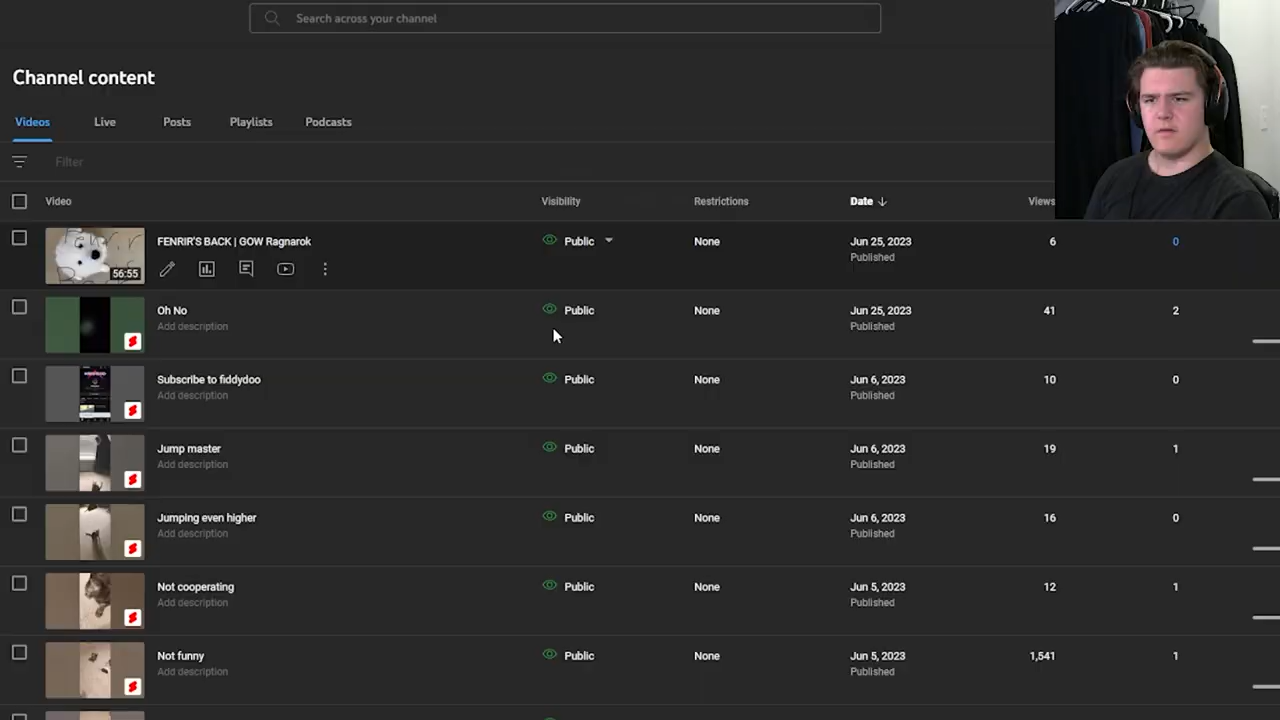 Search across your channel
Channel content
Videos Live Posts Playlists Podcasts
Filter
Video Visibility Restrictions Date Views
56:55
FENRIR'S BACK | GOW Ragnarok Public None Jun 25, 2023 6 0
Published
Oh No Public None Jun 25, 2023 41 2
Add description Published
Subscribe to fiddydoo Public None Jun 6, 2023 10 0
Add description Published
Jump master Public None Jun 6, 2023 19 1
Add description Published
Jumping even higher Public None Jun 6, 2023 16 0
Add description Published
Not cooperating Public None Jun 5, 2023 12 1
Add description Published
Not funny Public None Jun 5, 2023 1,541 1
Add description Published